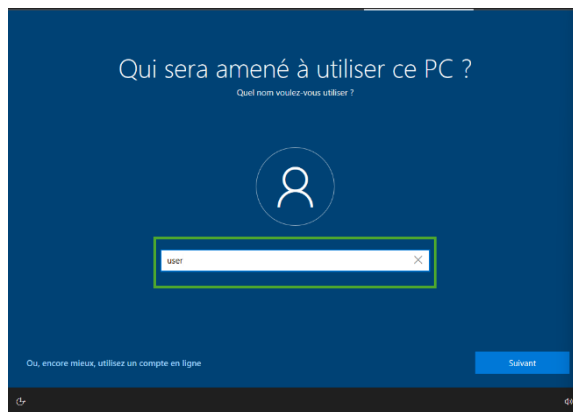 Qui sera amené à utiliser ce PC ?
Quel nom voulez-vous utiliser ?
user
Ou, encore mieux, utilisez un compte en ligne
Suivant